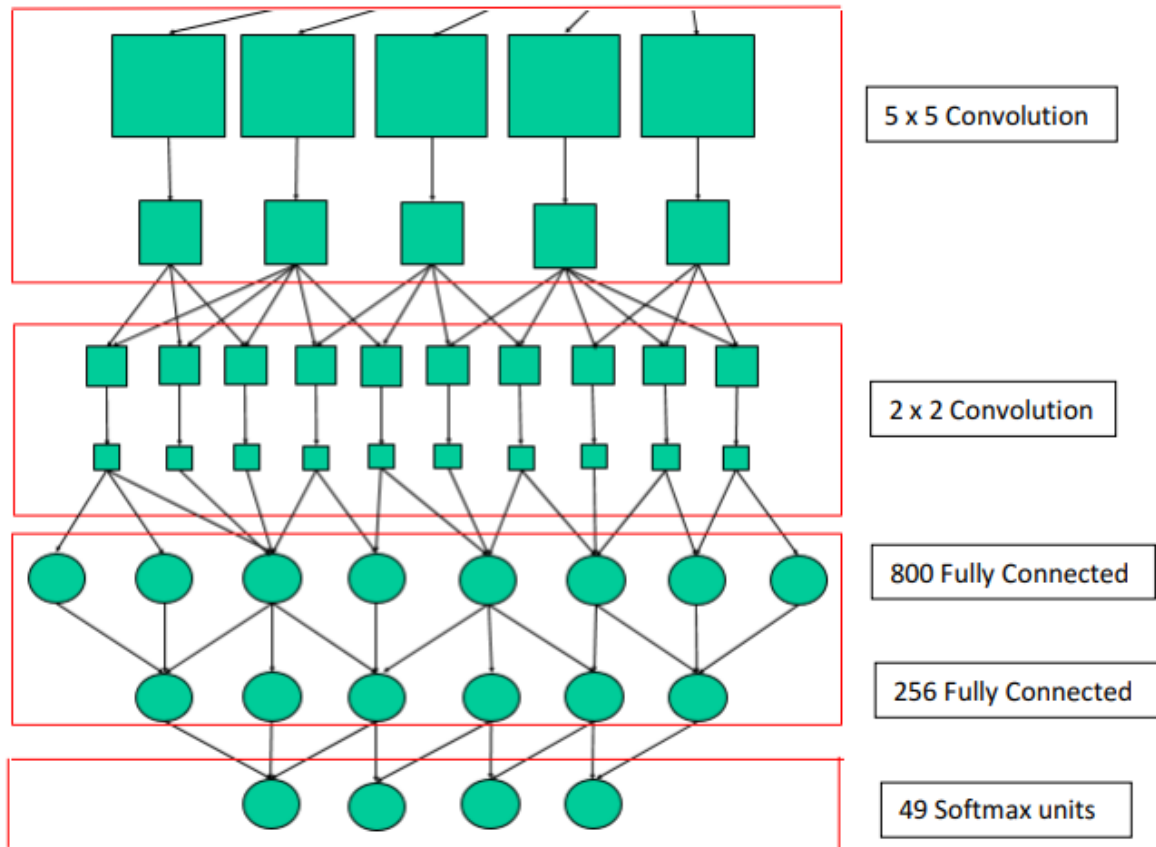 5 x 5 Convolution
2 x 2 Convolution
800 Fully Connected
256 Fully Connected
49 Softmax units